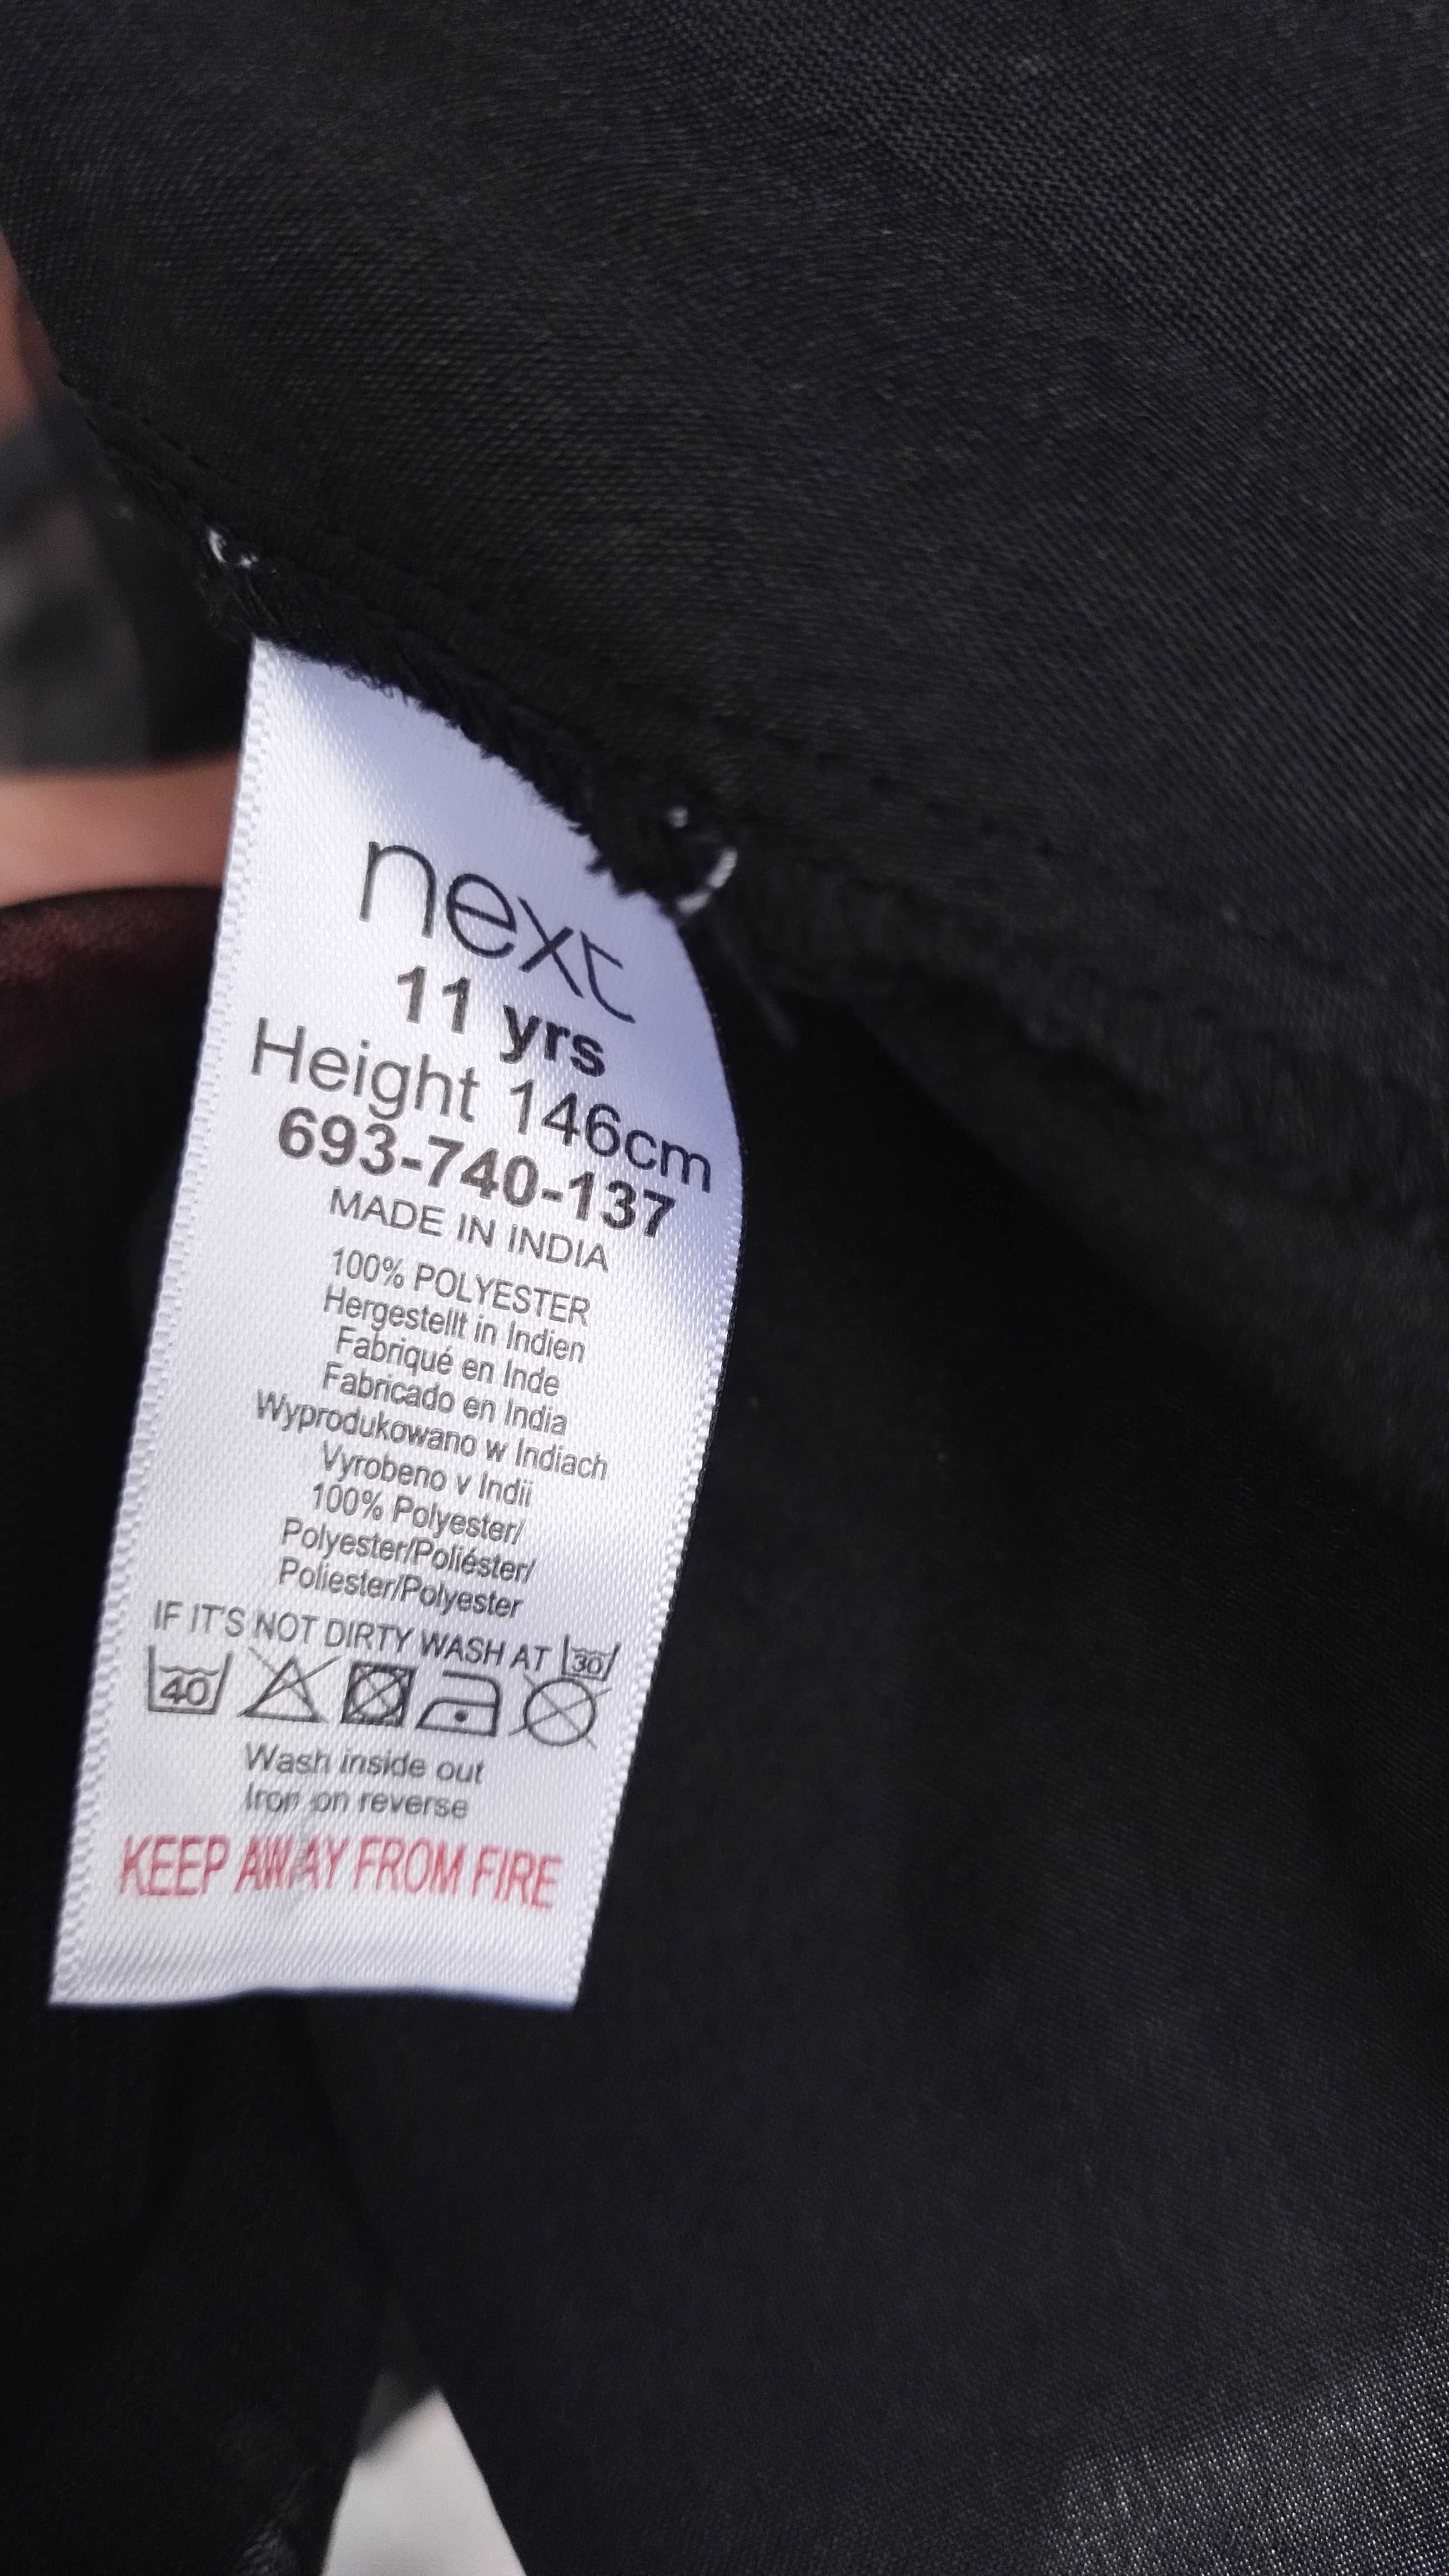 next
11 yrs
Height 146cm
693-740-137
MADE IN INDIA
100% POLYESTER
Hergestellt in Indien
Fabriqué en Inde
Fabricado en India
Wyprodukowano w Indiach
Vyrobeno v Indii
100% Polyester/
Polyester/Poliéster/
Poliester/Polyester
IF IT'S NOT DIRTY WASH AT 30
40
Wash inside out
Iron on reverse
KEEP AWAY FROM FIRE